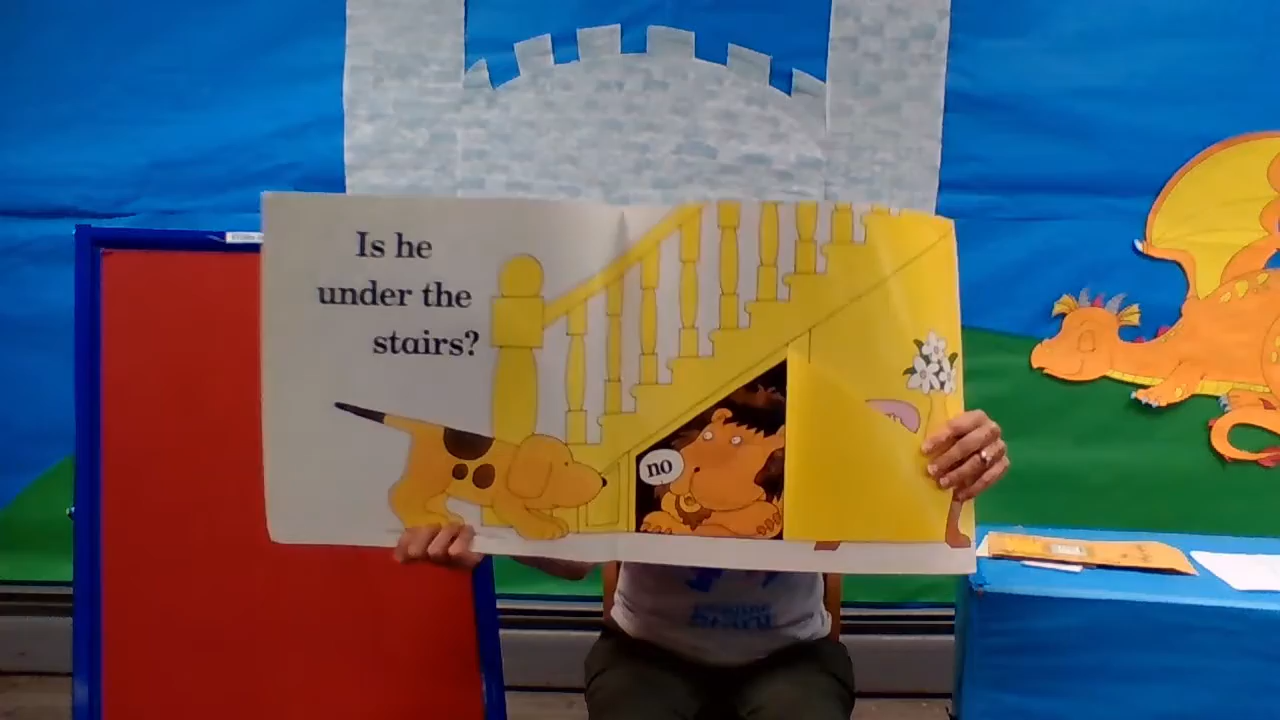 Is he
under the
stairs?
no